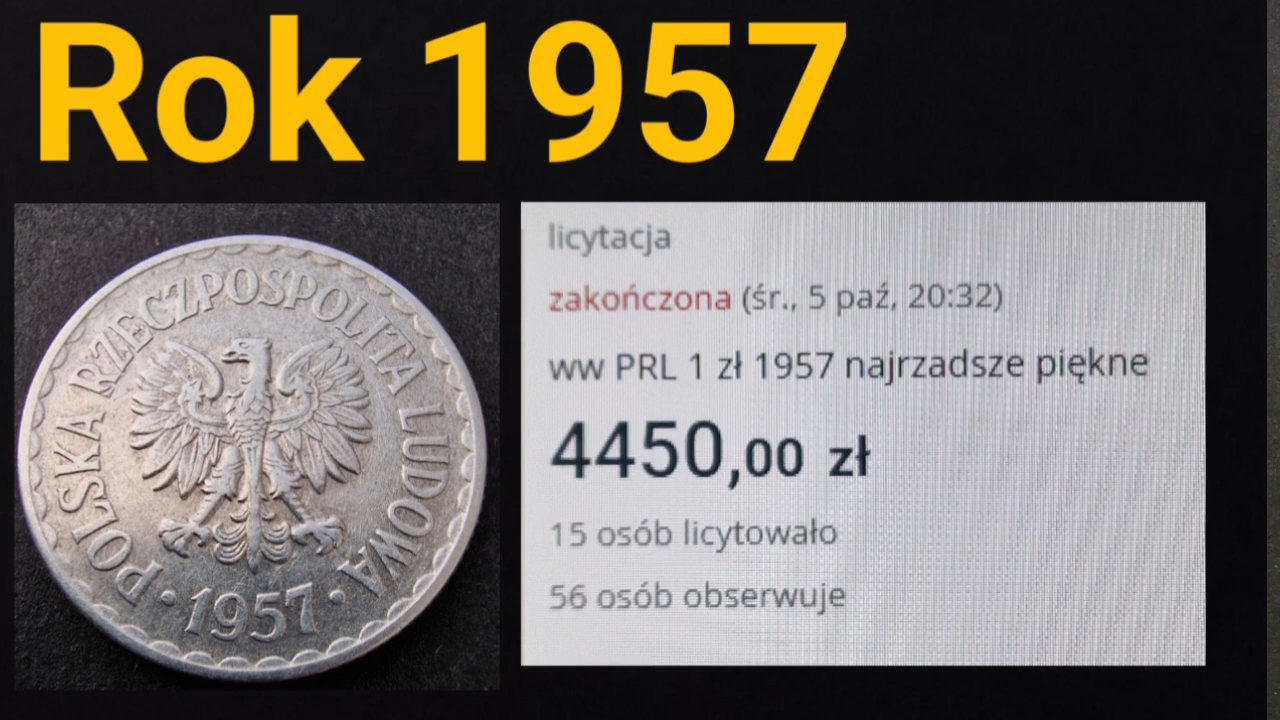 Rok 1957
POLSKA RZECZPOSPOLITA LUDOWA
• 1957 •
licytacja
zakończona (śr., 5 paź, 20:32)
ww PRL 1 zł 1957 najrzadsze piękne
4450,00 zł
15 osób licytowało
56 osób obserwuje